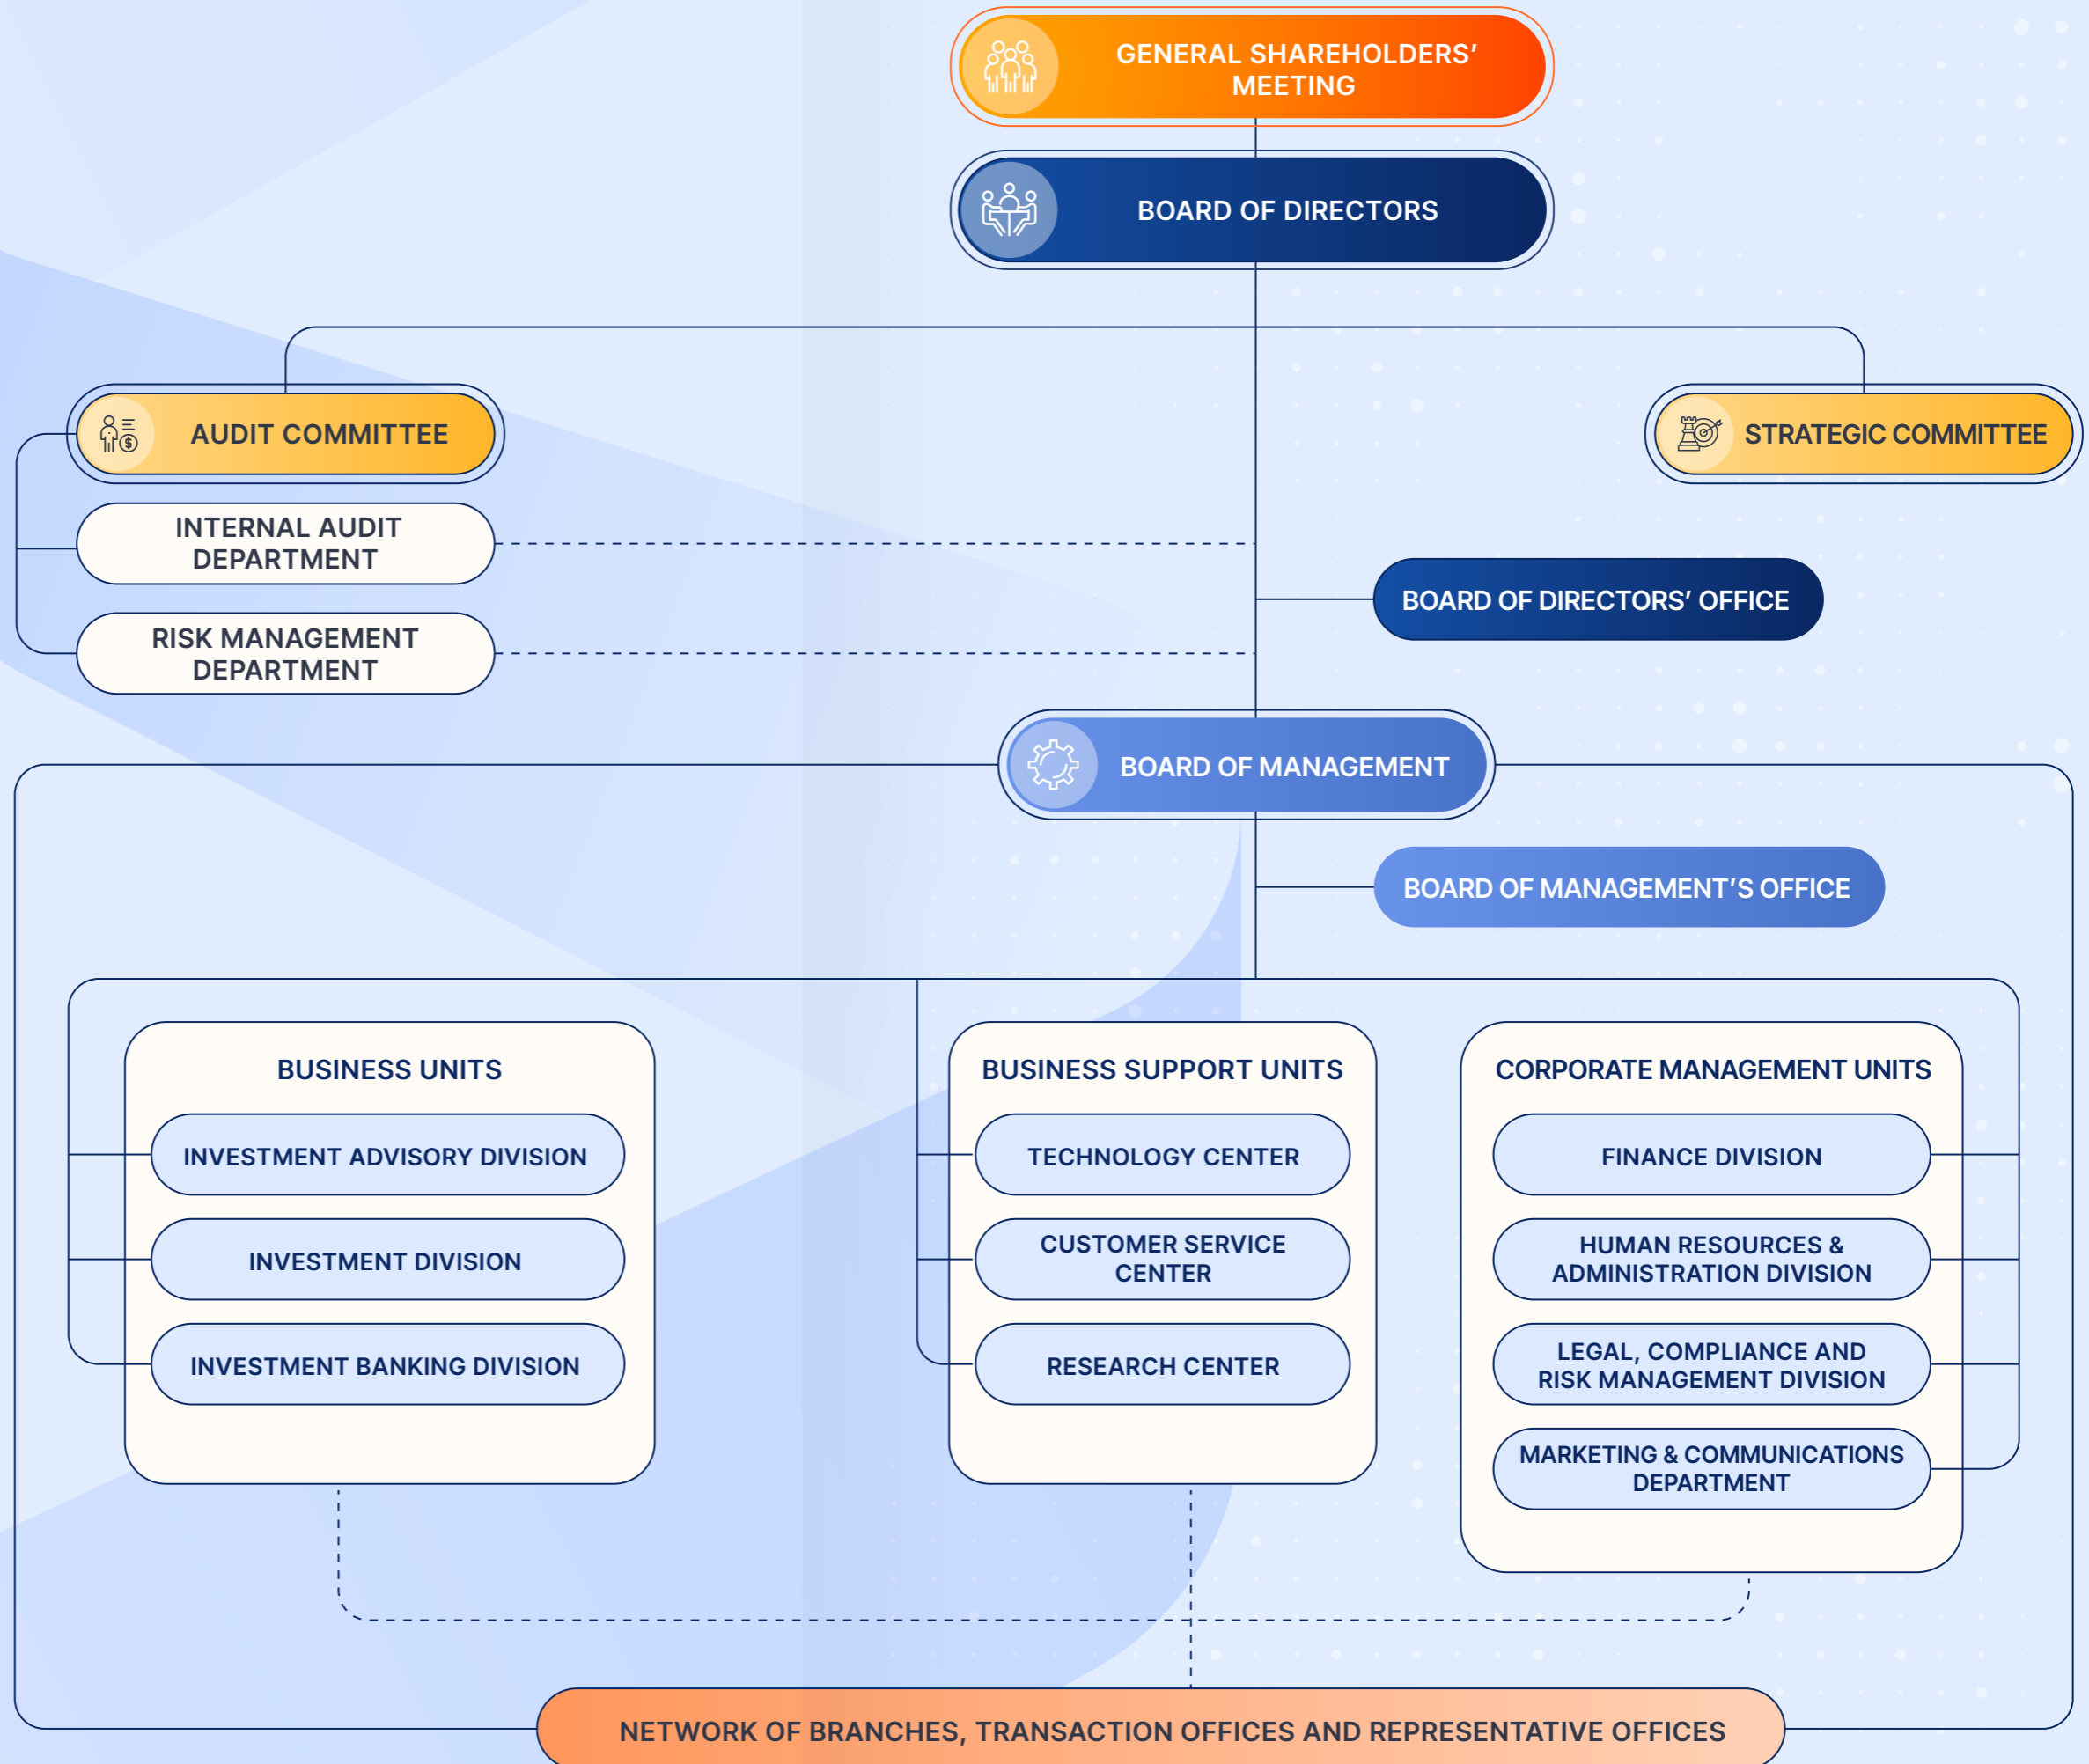 GENERAL SHAREHOLDERS’
MEETING
BOARD OF DIRECTORS
AUDIT COMMITTEE
STRATEGIC COMMITTEE
INTERNAL AUDIT
DEPARTMENT
BOARD OF DIRECTORS’ OFFICE
RISK MANAGEMENT
DEPARTMENT
BOARD OF MANAGEMENT
BOARD OF MANAGEMENT’S OFFICE
BUSINESS UNITS
INVESTMENT ADVISORY DIVISION
INVESTMENT DIVISION
INVESTMENT BANKING DIVISION
BUSINESS SUPPORT UNITS
TECHNOLOGY CENTER
CUSTOMER SERVICE
CENTER
RESEARCH CENTER
CORPORATE MANAGEMENT UNITS
FINANCE DIVISION
HUMAN RESOURCES &
ADMINISTRATION DIVISION
LEGAL, COMPLIANCE AND
RISK MANAGEMENT DIVISION
MARKETING & COMMUNICATIONS
DEPARTMENT
NETWORK OF BRANCHES, TRANSACTION OFFICES AND REPRESENTATIVE OFFICES